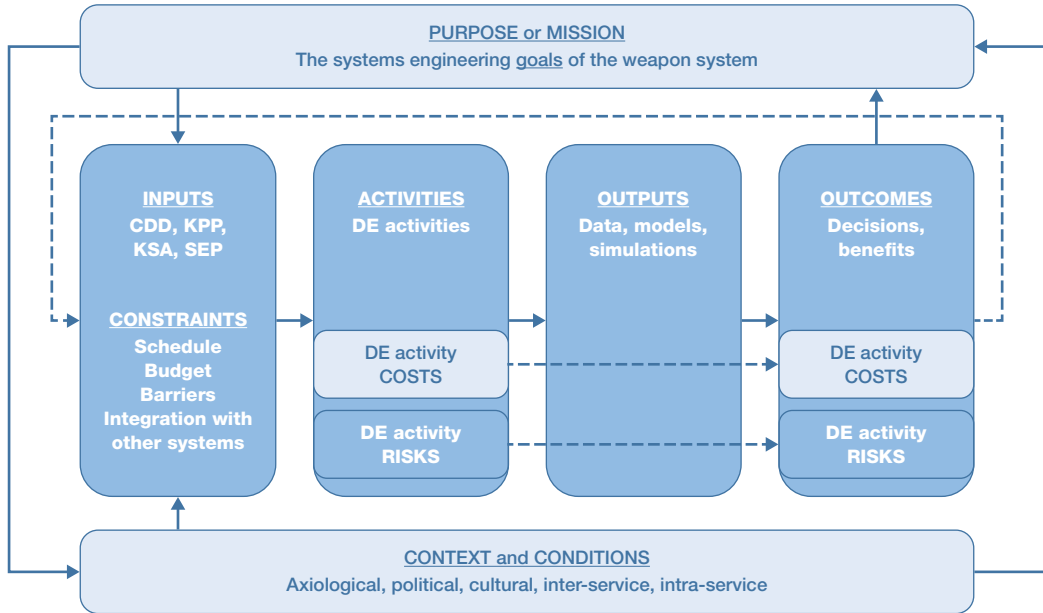 PURPOSE or MISSION
The systems engineering goals of the weapon system
INPUTS
CDD, KPP,
KSA, SEP
CONSTRAINTS
Schedule
Budget
Barriers
Integration with
other systems
ACTIVITIES
DE activities
DE activity
COSTS
DE activity
RISKS
OUTPUTS
Data, models,
simulations
OUTCOMES
Decisions,
benefits
DE activity
COSTS
DE activity
RISKS
CONTEXT and CONDITIONS
Axiological, political, cultural, inter-service, intra-service